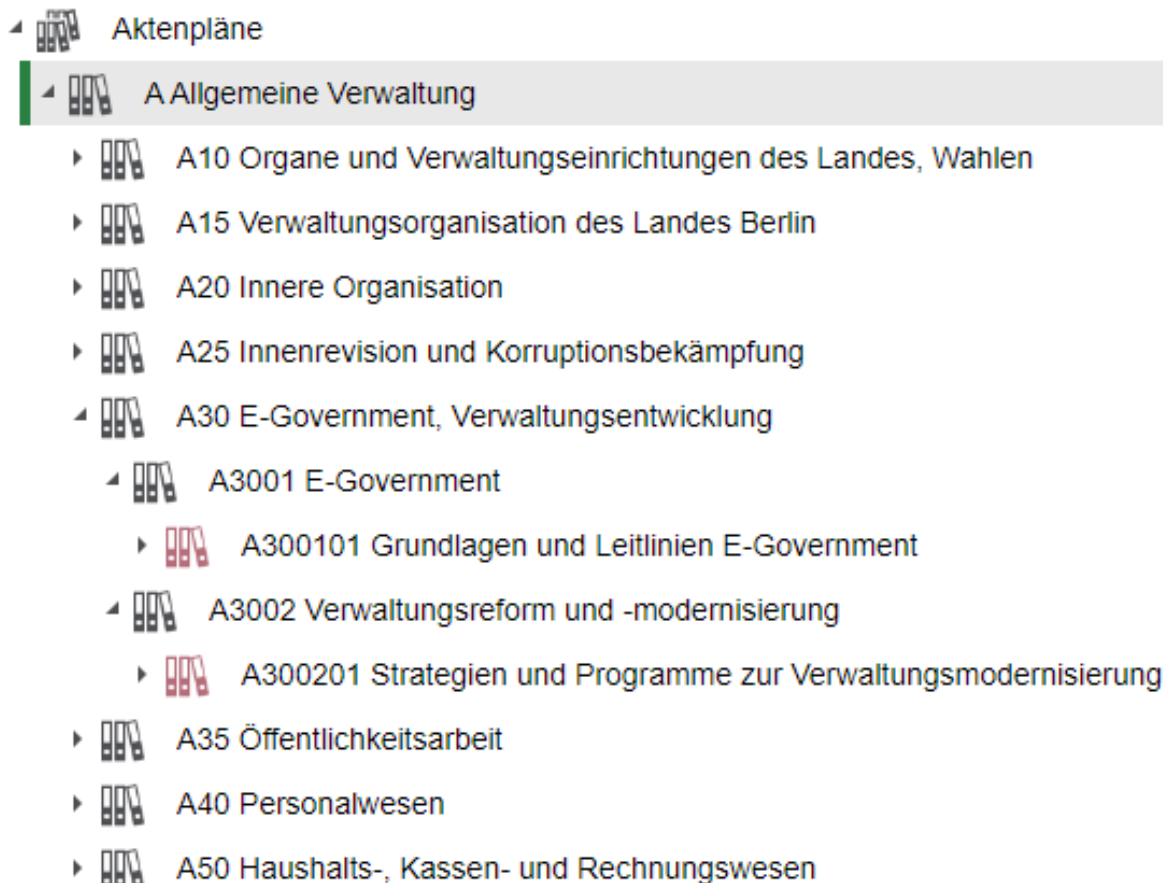 Aktenpläne
A Allgemeine Verwaltung
A10 Organe und Verwaltungseinrichtungen des Landes, Wahlen
A15 Verwaltungsorganisation des Landes Berlin
A20 Innere Organisation
A25 Innenrevision und Korruptionsbekämpfung
A30 E-Government, Verwaltungsentwicklung
A3001 E-Government
A300101 Grundlagen und Leitlinien E-Government
A3002 Verwaltungsreform und -modernisierung
A300201 Strategien und Programme zur Verwaltungsmodernisierung
A35 Öffentlichkeitsarbeit
A40 Personalwesen
A50 Haushalts-, Kassen- und Rechnungswesen